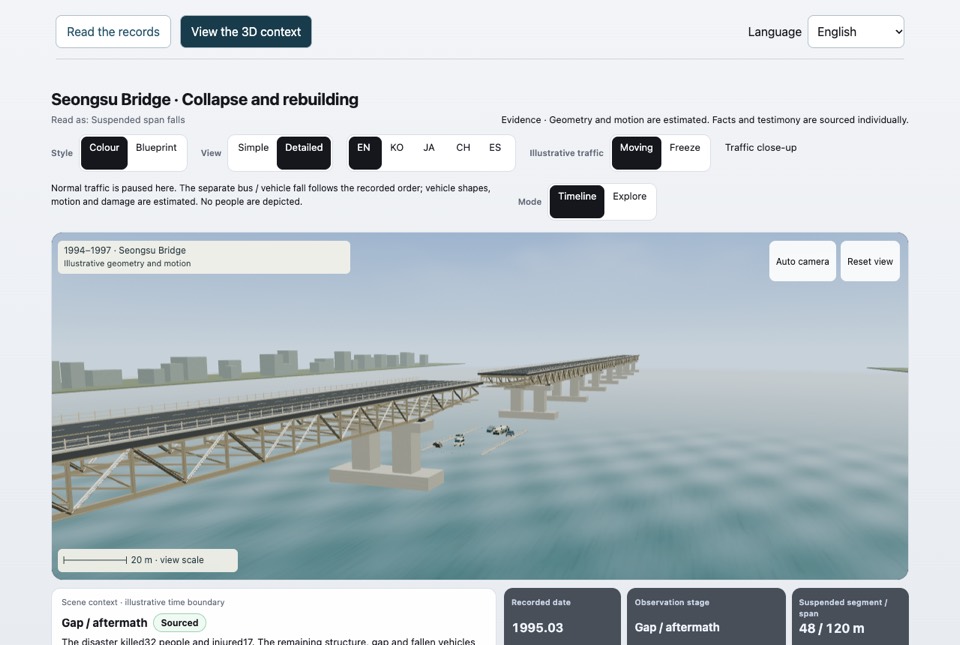 Read the records
View the 3D context
Language
English
Seongsu Bridge · Collapse and rebuilding
Read as: Suspended span falls
Evidence · Geometry and motion are estimated. Facts and testimony are sourced individually.
Style
Colour
Blueprint
View
Simple
Detailed
EN
KO
JA
CH
ES
Illustrative traffic
Moving
Freeze
Traffic close-up
Normal traffic is paused here. The separate bus / vehicle fall follows the recorded order; vehicle shapes,
motion and damage are estimated. No people are depicted.
Mode
Timeline
Explore
1994–1997 · Seongsu Bridge
Illustrative geometry and motion
Auto camera
Reset view
20 m · view scale
Scene context · illustrative time boundary
Gap / aftermath
Sourced
The disaster killed32 people and injured17. The remaining structure, gap and fallen vehicles
Recorded date
1995.03
Observation stage
Gap / aftermath
Suspended segment /
span
48 / 120 m